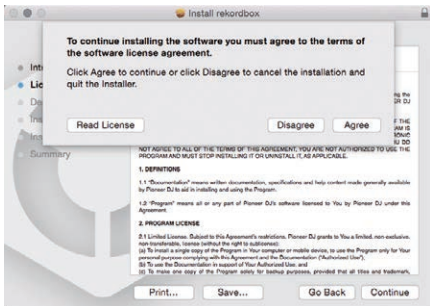 Install rekordbox
To continue installing the software you must agree to the terms of
the software license agreement.
Click Agree to continue or click Disagree to cancel the installation and
quit the Installer.
Read License
Disagree
Agree
Summary
NOT AGREE TO ALL OF THE TERMS OF THIS AGREEMENT, YOU ARE NOT AUTHORIZED TO USE THE
PROGRAM AND MUST STOP INSTALLING IT OR UNINSTALL IT, AS APPLICABLE.
1. DEFINITIONS
1.1 "Documentation" means written documentation, specifications and help content made generally available
by Pioneer DJ to aid in installing and using the Program.
1.2 "Program" means all or any part of Pioneer DJ's software licensed to You by Pioneer DJ under this
Agreement.
2. PROGRAM LICENSE
2.1 Limited License. Subject to this Agreement's restrictions, Pioneer DJ grants to You a limited, non-exclusive,
non-transferable, license (without the right to sublicense):
(a) To install a single copy of the Program in Your computer or mobile device, to use the Program only for Your
personal purpose complying with this Agreement and the Documentation ("Authorized Use");
(b) To use the Documentation in support of Your Authorized Use; and
(c) To make one copy of the Program solely for backup purposes, provided that all titles and trademark,
Print...
Save...
Go Back
Continue